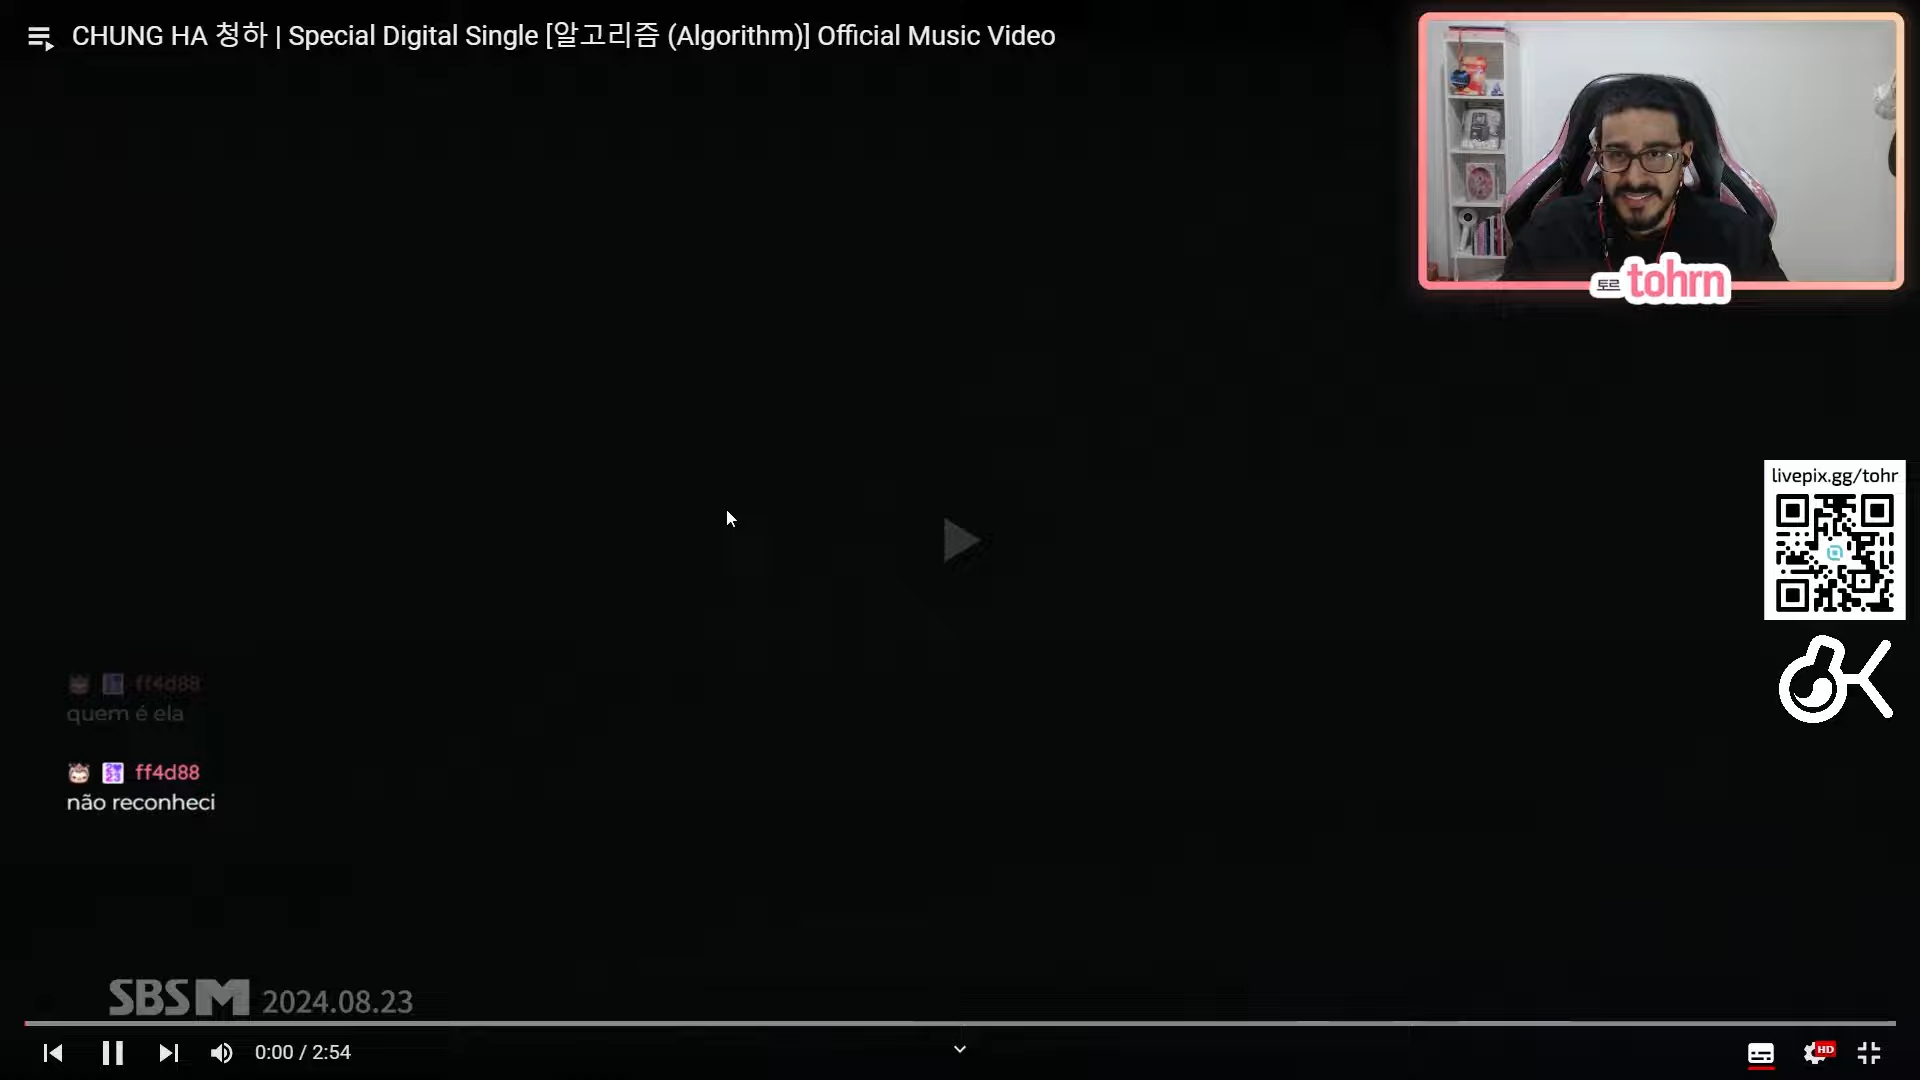 CHUNG HA 청하 | Special Digital Single [알고리즘 (Algorithm)] Official Music Video
토르 tohrn
livepix.gg/tohr
ff4d88
quem é ela
ff4d88
não reconheci
SBS M 2024.08.23
0:00 / 2:54
HD